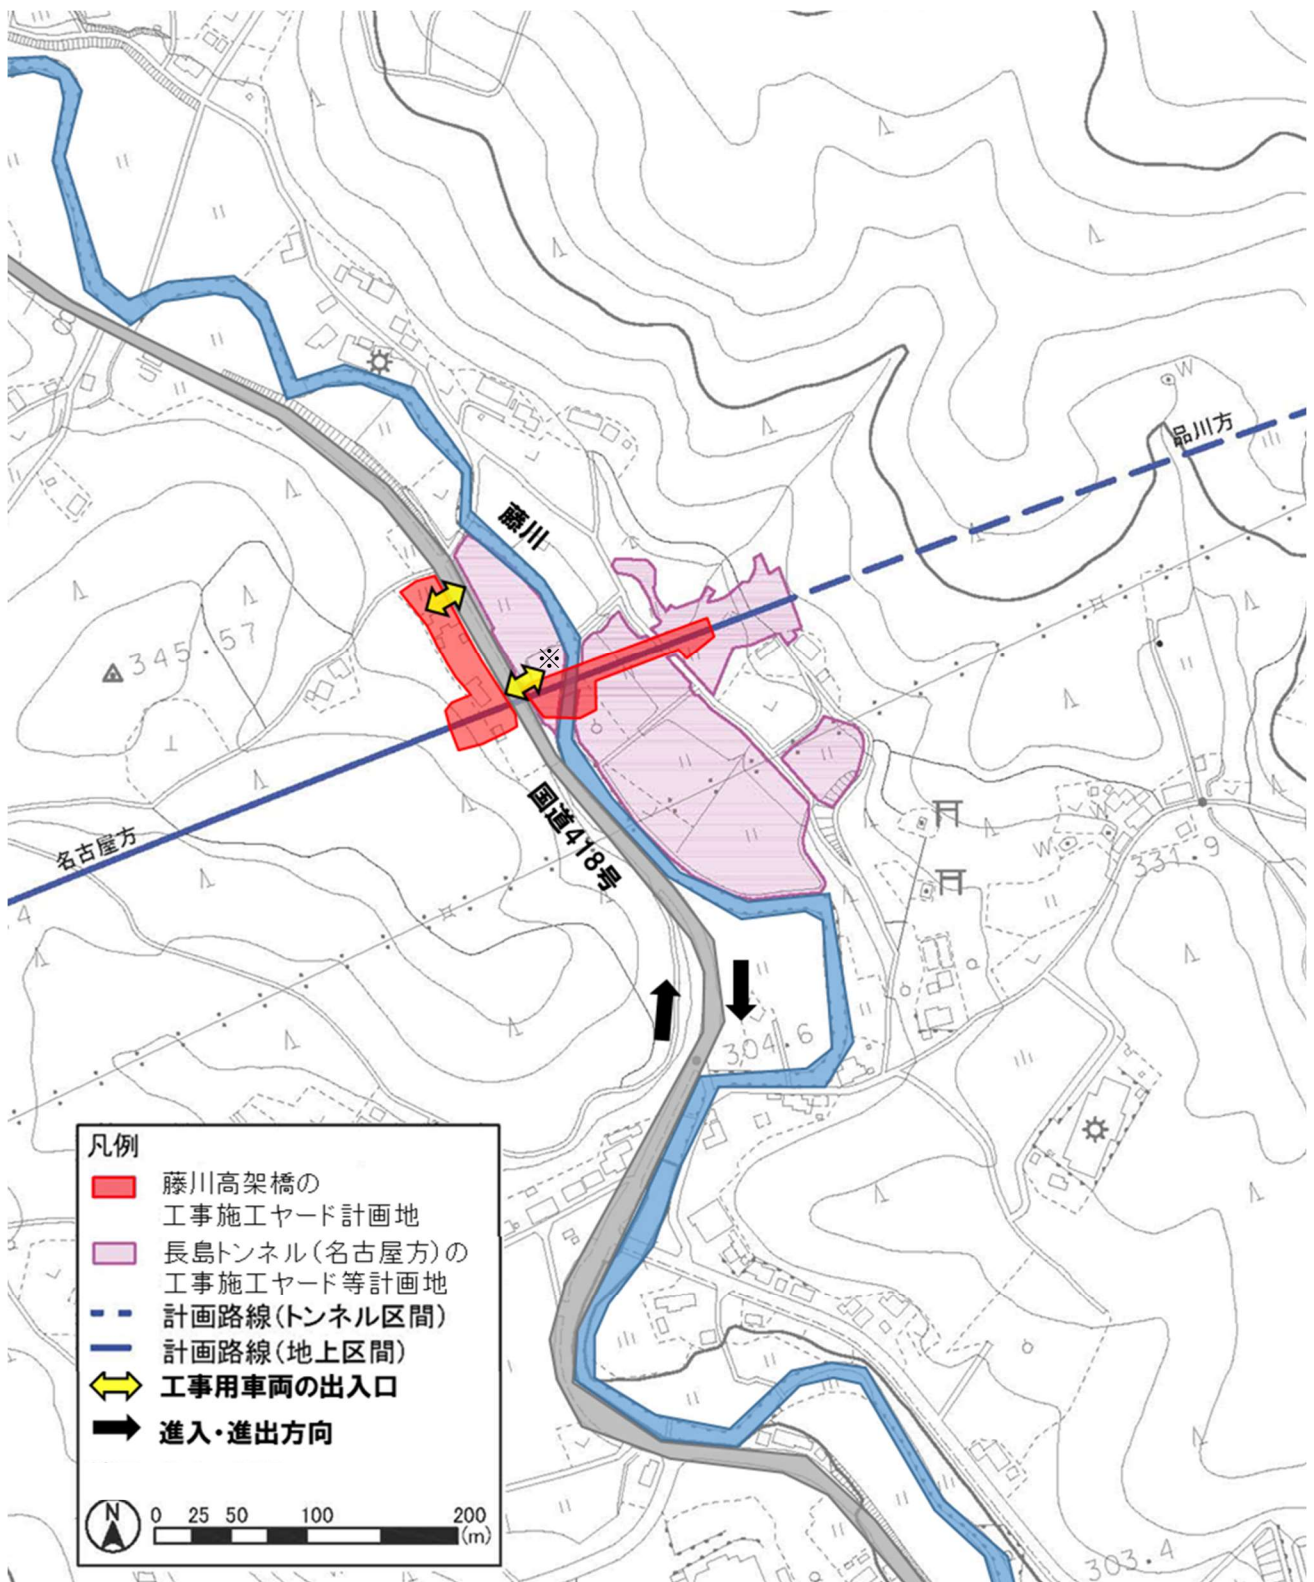 W
品川方
藤川
345.57
※
国道418号
名古屋方
W
331.9
4
304.6
凡例
藤川高架橋の
工事施工ヤード計画地
長島トンネル(名古屋方)の
工事施工ヤード等計画地
計画路線(トンネル区間)
計画路線(地上区間)
工事用車両の出入口
進入・進出方向
N
0 25 50 100 200
(m)
303.4